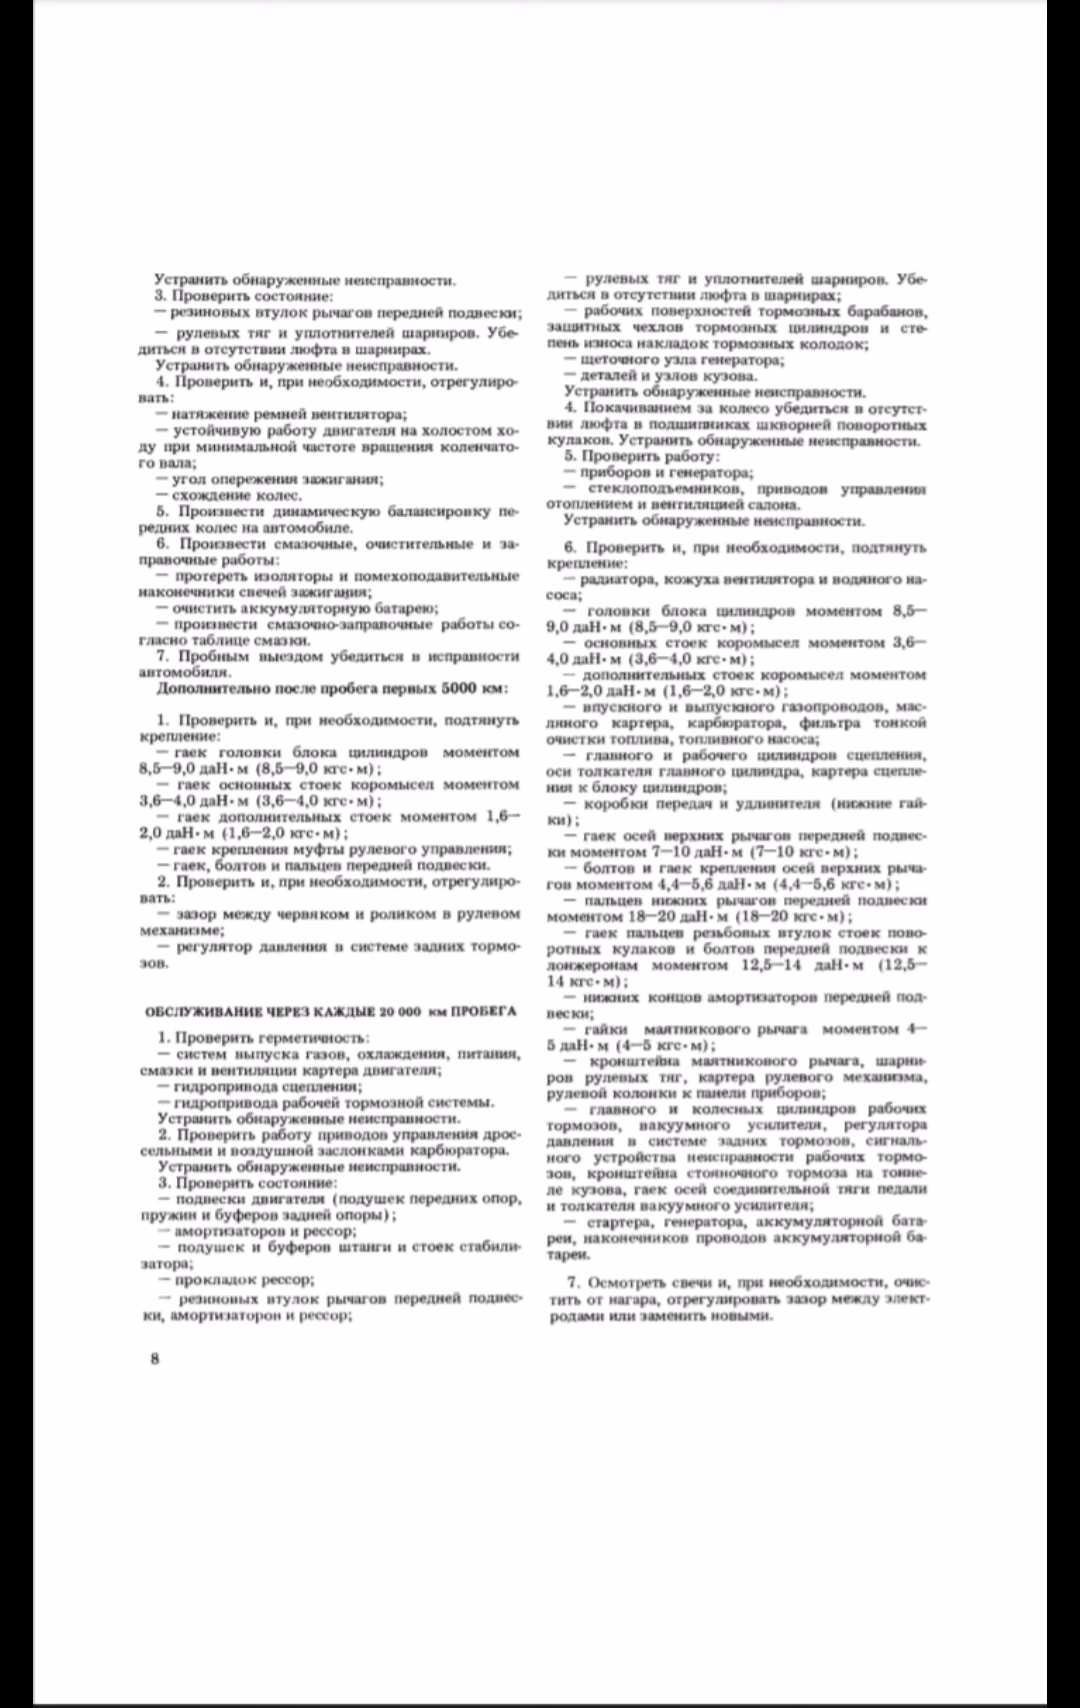 Устранить обнаруженные неисправности.
3. Проверить состояние:
— резиновых втулок рычагов передней подвески;
— рулевых тяг и уплотнителей шарниров. Убе-
диться в отсутствии люфта в шарнирах.
Устранить обнаруженные неисправности.
4. Проверить и, при необходимости, отрегулиро-
вать:
— натяжение ремней вентилятора;
— устойчивую работу двигателя на холостом хо-
ду при минимальной частоте вращения коленчато-
го вала;
— угол опережения зажигания;
— схождение колес.
5. Произвести динамическую балансировку пе-
редних колес на автомобиле.
6. Произвести смазочные, очистительные и за-
правочные работы:
— протереть изоляторы и помехоподавительные
наконечники свечей зажигания;
— очистить аккумуляторную батарею;
— произвести смазочно-заправочные работы со-
гласно таблице смазки.
7. Пробным выездом убедиться в исправности
автомобиля.
Дополнительно после пробега первых 5000 км:
1. Проверить и, при необходимости, подтянуть
крепление:
— гаек головки блока цилиндров моментом
8,5—9,0 даН·м (8,5—9,0 кгс·м);
— гаек основных стоек коромысел моментом
3,6—4,0 даН·м (3,6—4,0 кгс·м);
— гаек дополнительных стоек моментом 1,6—
2,0 даН·м (1,6—2,0 кгс·м);
— гаек крепления муфты рулевого управления;
— гаек, болтов и пальцев передней подвески.
2. Проверить и, при необходимости, отрегулиро-
вать:
— зазор между червяком и роликом в рулевом
механизме;
— регулятор давления в системе задних тормо-
зов.
ОБСЛУЖИВАНИЕ ЧЕРЕЗ КАЖДЫЕ 20 000 км ПРОБЕГА
1. Проверить герметичность:
— систем выпуска газов, охлаждения, питания,
смазки и вентиляции картера двигателя;
— гидропривода сцепления;
— гидропривода рабочей тормозной системы.
Устранить обнаруженные неисправности.
2. Проверить работу приводов управления дрос-
сельными и воздушной заслонками карбюратора.
Устранить обнаруженные неисправности.
3. Проверить состояние:
— подвески двигателя (подушек передних опор,
пружин и буферов задней опоры);
— амортизаторов и рессор;
— подушек и буферов штанги и стоек стабили-
затора;
— прокладок рессор;
— резиновых втулок рычагов передней подвес-
ки, амортизаторов и рессор;
8
— рулевых тяг и уплотнителей шарниров. Убе-
диться в отсутствии люфта в шарнирах;
— рабочих поверхностей тормозных барабанов,
защитных чехлов тормозных цилиндров и сте-
пень износа накладок тормозных колодок;
— щеточного узла генератора;
— деталей и узлов кузова.
Устранить обнаруженные неисправности.
4. Покачиванием за колесо убедиться в отсутст-
вии люфта в подшипниках шкворней поворотных
кулаков. Устранить обнаруженные неисправности.
5. Проверить работу:
— приборов и генератора;
— стеклоподъемников, приводов управления
отоплением и вентиляцией салона.
Устранить обнаруженные неисправности.
6. Проверить и, при необходимости, подтянуть
крепление:
— радиатора, кожуха вентилятора и водяного на-
соса;
— головки блока цилиндров моментом 8,5—
9,0 даН·м (8,5—9,0 кгс·м);
— основных стоек коромысел моментом 3,6—
4,0 даН·м (3,6—4,0 кгс·м);
— дополнительных стоек коромысел моментом
1,6—2,0 даН·м (1,6—2,0 кгс·м);
— впускного и выпускного газопроводов, мас-
ляного картера, карбюратора, фильтра тонкой
очистки топлива, топливного насоса;
— главного и рабочего цилиндров сцепления,
оси толкателя главного цилиндра, картера сцепле-
ния к блоку цилиндров;
— коробки передач и удлинителя (нижние гай-
ки);
— гаек осей верхних рычагов передней подвес-
ки моментом 7—10 даН·м (7—10 кгс·м);
— болтов и гаек крепления осей верхних рыча-
гов моментом 4,4—5,6 даН·м (4,4—5,6 кгс·м);
— пальцев нижних рычагов передней подвески
моментом 18—20 даН·м (18—20 кгс·м);
— гаек пальцев резьбовых втулок стоек пово-
ротных кулаков и болтов передней подвески к
лонжеронам моментом 12,5—14 даН·м (12,5—
14 кгс·м);
— нижних концов амортизаторов передней под-
вески;
— гайки маятникового рычага моментом 4—
5 даН·м (4—5 кгс·м);
— кронштейна маятникового рычага, шарни-
ров рулевых тяг, картера рулевого механизма,
рулевой колонки к панели приборов;
— главного и колесных цилиндров рабочих
тормозов, вакуумного усилителя, регулятора
давления в системе задних тормозов, сигналь-
ного устройства неисправности рабочих тормо-
зов, кронштейна стояночного тормоза на тонне-
ле кузова, гаек осей соединительной тяги педали
и толкателя вакуумного усилителя;
— стартера, генератора, аккумуляторной бата-
реи, наконечников проводов аккумуляторной ба-
тареи.
7. Осмотреть свечи и, при необходимости, очис-
тить от нагара, отрегулировать зазор между элект-
родами или заменить новыми.